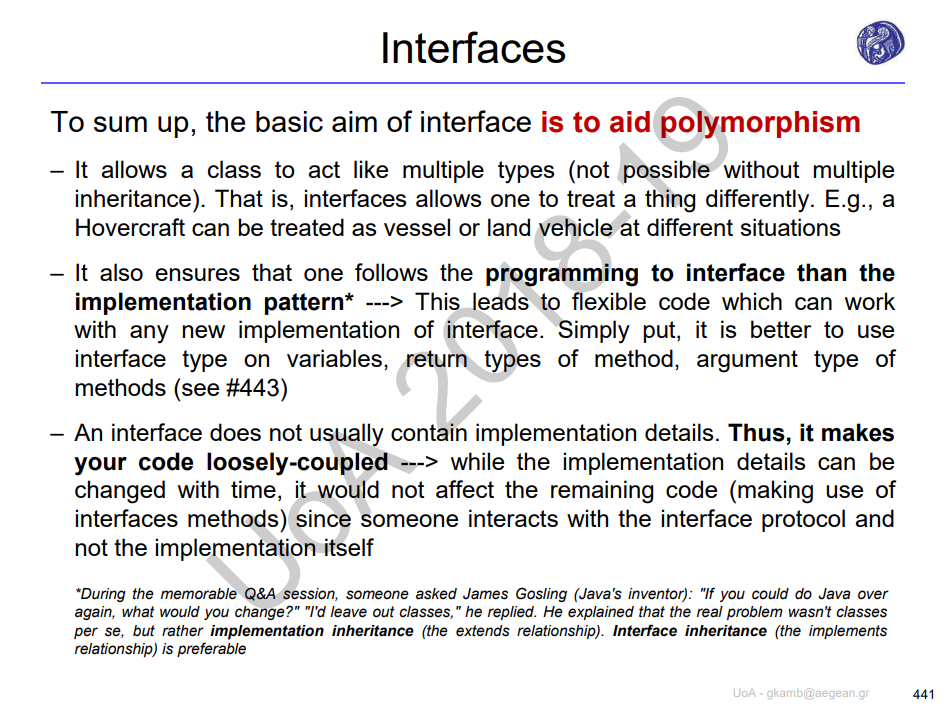 Interfaces
To sum up, the basic aim of interface is to aid polymorphism
– It allows a class to act like multiple types (not possible without multiple
inheritance). That is, interfaces allows one to treat a thing differently. E.g., a
Hovercraft can be treated as vessel or land vehicle at different situations
– It also ensures that one follows the programming to interface than the
implementation pattern* ---> This leads to flexible code which can work
with any new implementation of interface. Simply put, it is better to use
interface type on variables, return types of method, argument type of
methods (see #443)
– An interface does not usually contain implementation details. Thus, it makes
your code loosely-coupled ---> while the implementation details can be
changed with time, it would not affect the remaining code (making use of
interfaces methods) since someone interacts with the interface protocol and
not the implementation itself
*During the memorable Q&A session, someone asked James Gosling (Java's inventor): "If you could do Java over
again, what would you change?" "I'd leave out classes," he replied. He explained that the real problem wasn't classes
per se, but rather implementation inheritance (the extends relationship). Interface inheritance (the implements
relationship) is preferable
UoA 2018-19
UoA - gkamb@aegean.gr
441